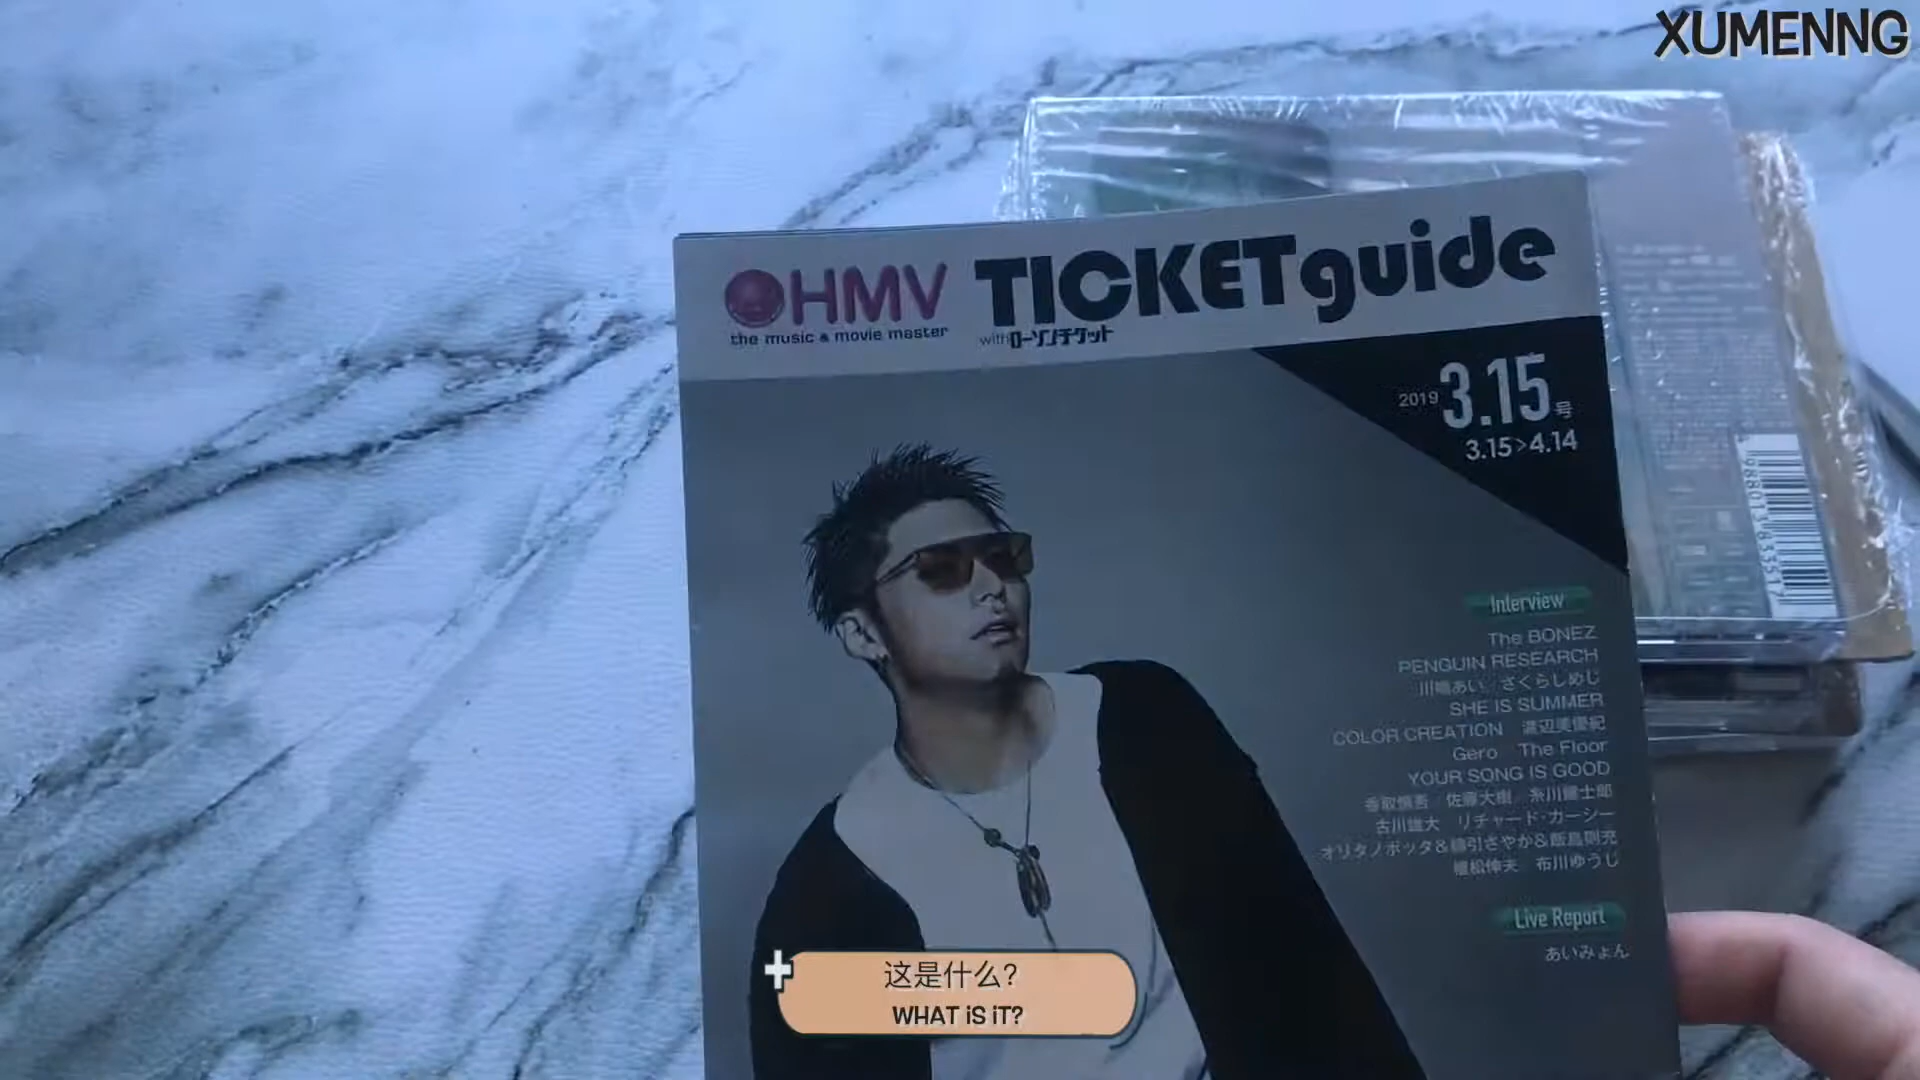 XUMENNG
HMV TICKETguide
the music & movie master
withローソンチケット
2019 3.15号
3.15>4.14
Interview
The BONEZ
PENGUIN RESEARCH
川嶋あい さくらしめじ
SHE IS SUMMER
COLOR CREATION 渡辺美優紀
Gero The Floor
YOUR SONG IS GOOD
香取慎吾 佐藤大樹 糸川耀士郎
古川雄大 リチャード・カーシー
オリタノボッタ&綿引さやか&飯島則充
植松伸夫 布川ゆうじ
Live Report
あいみょん
这是什么?
WHAT iS iT?